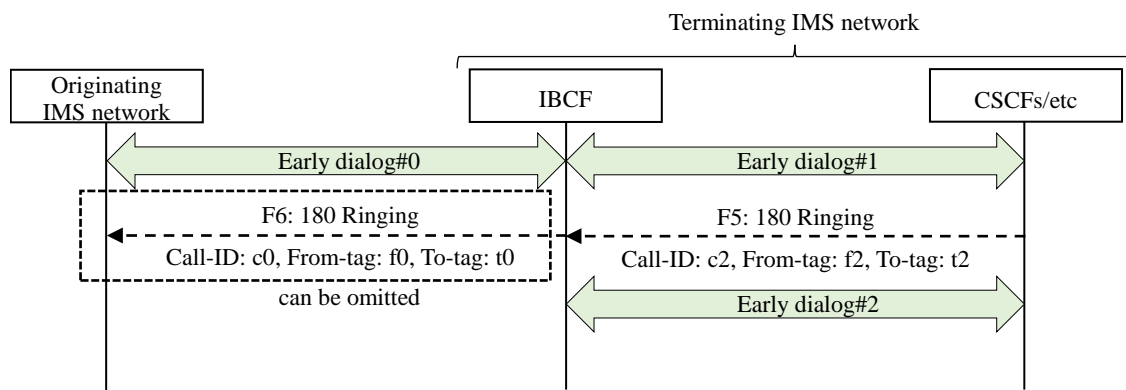 Terminating IMS network
Originating
IMS network
IBCF
CSCFs/etc
Early dialog#0
Early dialog#1
F6: 180 Ringing
F5: 180 Ringing
Call-ID: c0, From-tag: f0, To-tag: t0
Call-ID: c2, From-tag: f2, To-tag: t2
can be omitted
Early dialog#2